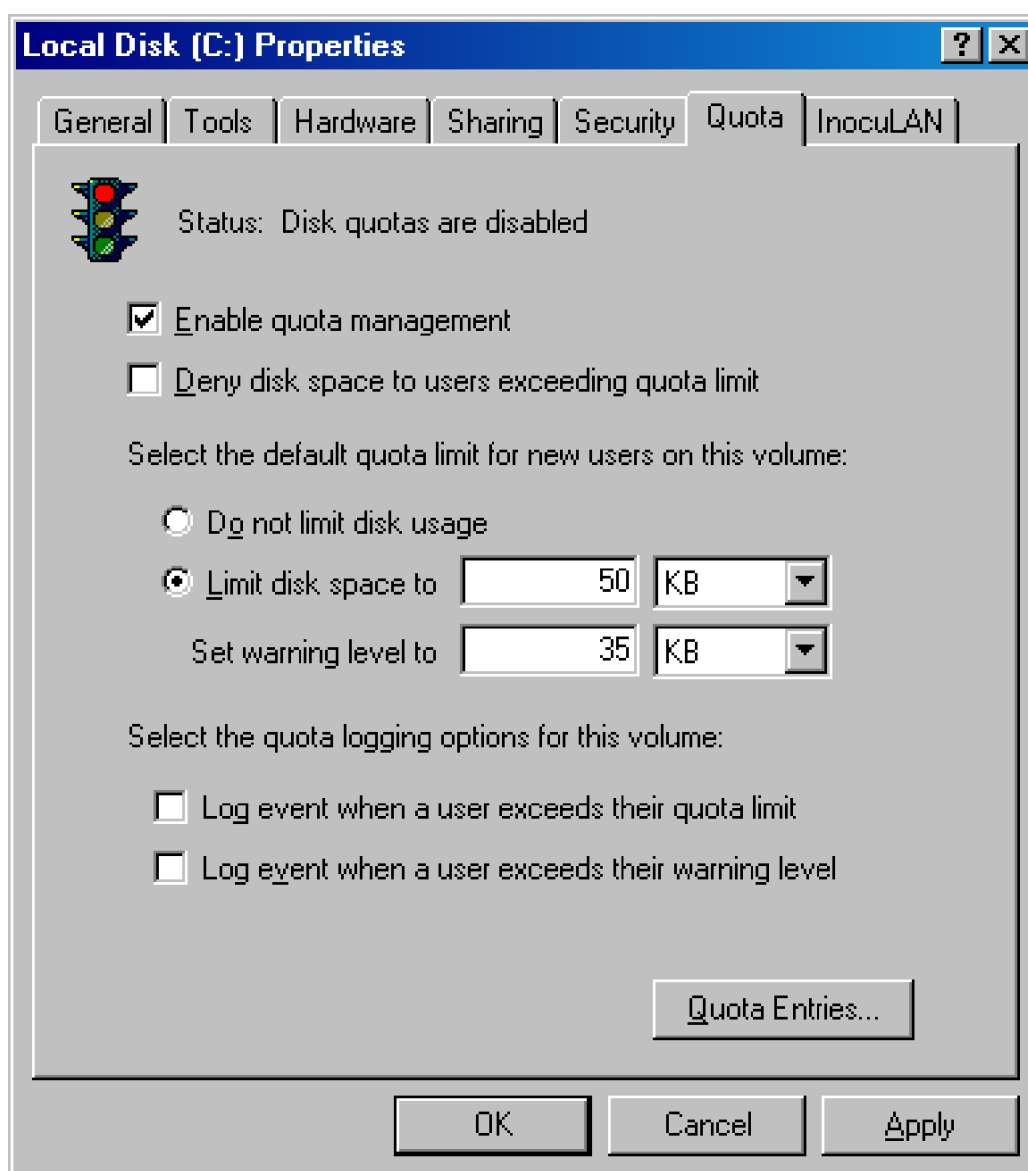 Local Disk (C:) Properties
General Tools Hardware Sharing Security Quota InocuLAN
Status: Disk quotas are disabled
Enable quota management
Deny disk space to users exceeding quota limit
Select the default quota limit for new users on this volume:
Do not limit disk usage
Limit disk space to 50 KB
Set warning level to 35 KB
Select the quota logging options for this volume:
Log event when a user exceeds their quota limit
Log event when a user exceeds their warning level
Quota Entries...
OK Cancel Apply